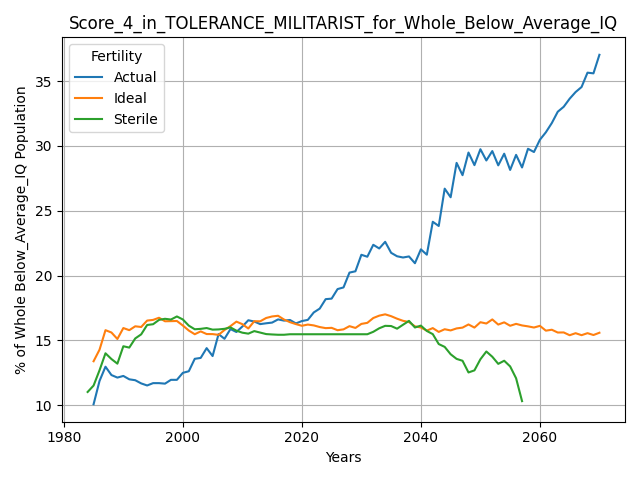 Score_4_in_TOLERANCE_MILITARIST_for_Whole_Below_Average_IQ
Fertility
Actual
Ideal
Sterile
% of Whole Below_Average_IQ Population
35
30
25
20
15
10
1980
2000
2020
2040
2060
Years